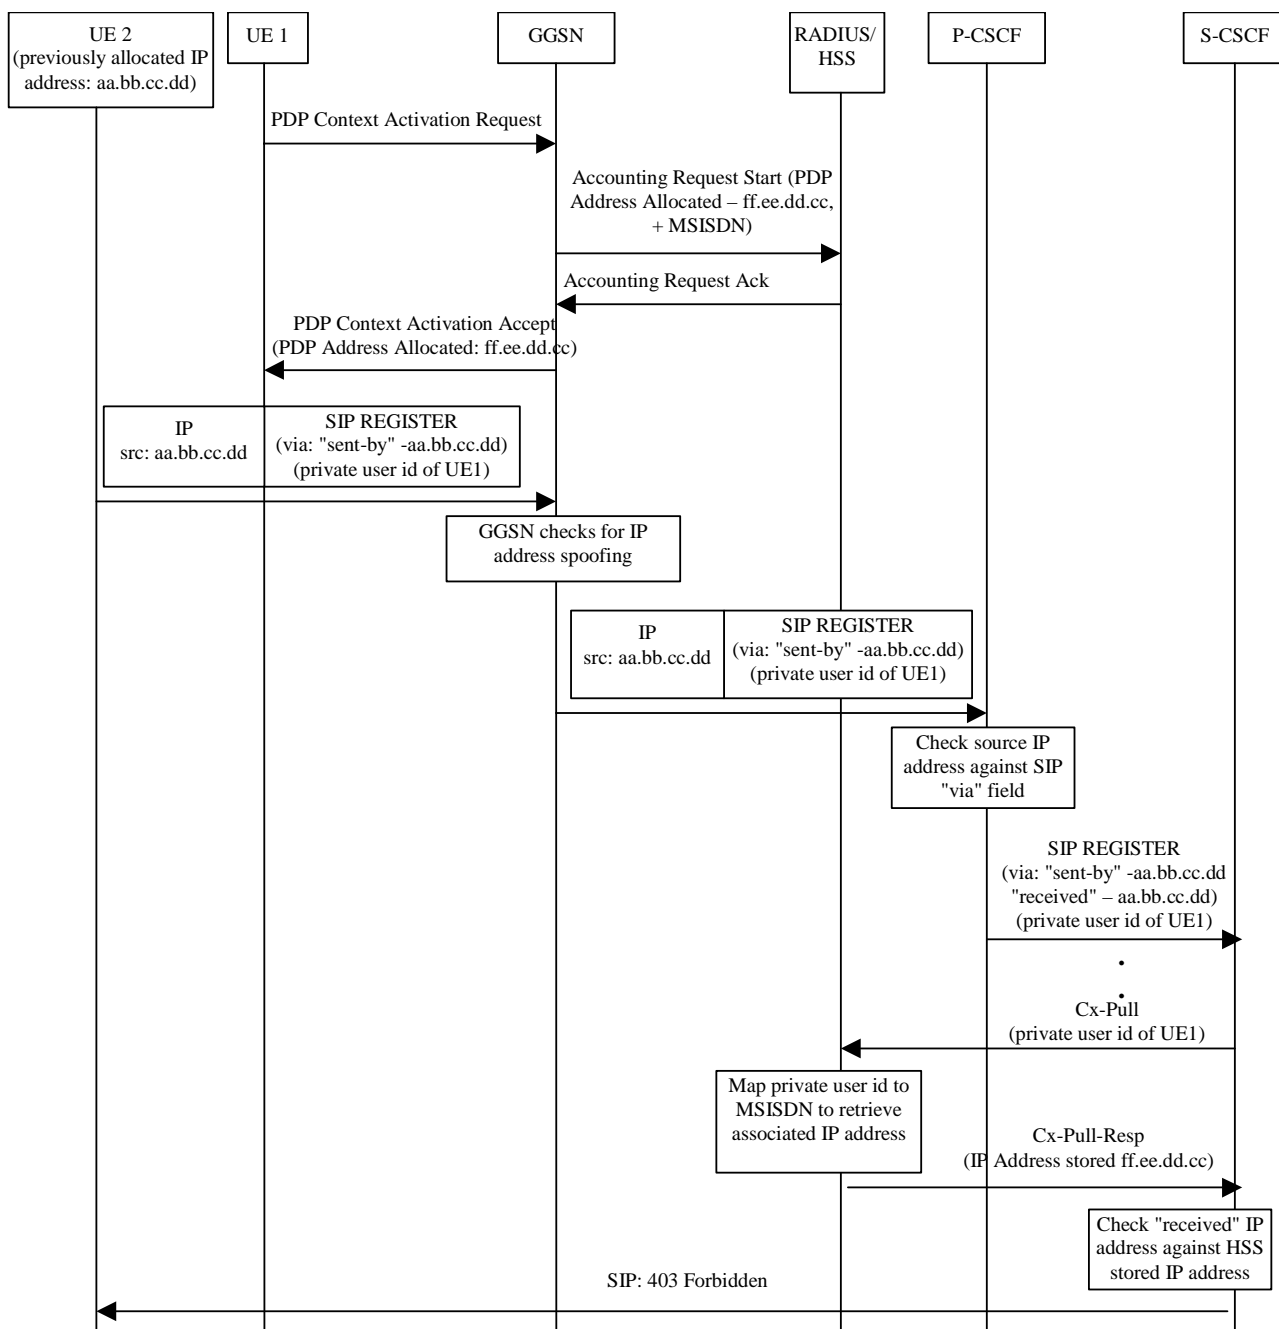 UE 2
(previously allocated IP
address: aa.bb.cc.dd)
UE 1
GGSN
RADIUS/
HSS
P-CSCF
S-CSCF
PDP Context Activation Request
Accounting Request Start (PDP
Address Allocated – ff.ee.dd.cc,
+ MSISDN)
Accounting Request Ack
PDP Context Activation Accept
(PDP Address Allocated: ff.ee.dd.cc)
IP
src: aa.bb.cc.dd
SIP REGISTER
(via: "sent-by" -aa.bb.cc.dd)
(private user id of UE1)
GGSN checks for IP
address spoofing
IP
src: aa.bb.cc.dd
SIP REGISTER
(via: "sent-by" -aa.bb.cc.dd)
(private user id of UE1)
Check source IP
address against SIP
"via" field
SIP REGISTER
(via: "sent-by" -aa.bb.cc.dd
"received" – aa.bb.cc.dd)
(private user id of UE1)
Cx-Pull
(private user id of UE1)
Map private user id to
MSISDN to retrieve
associated IP address
Cx-Pull-Resp
(IP Address stored ff.ee.dd.cc)
Check "received" IP
address against HSS
stored IP address
SIP: 403 Forbidden